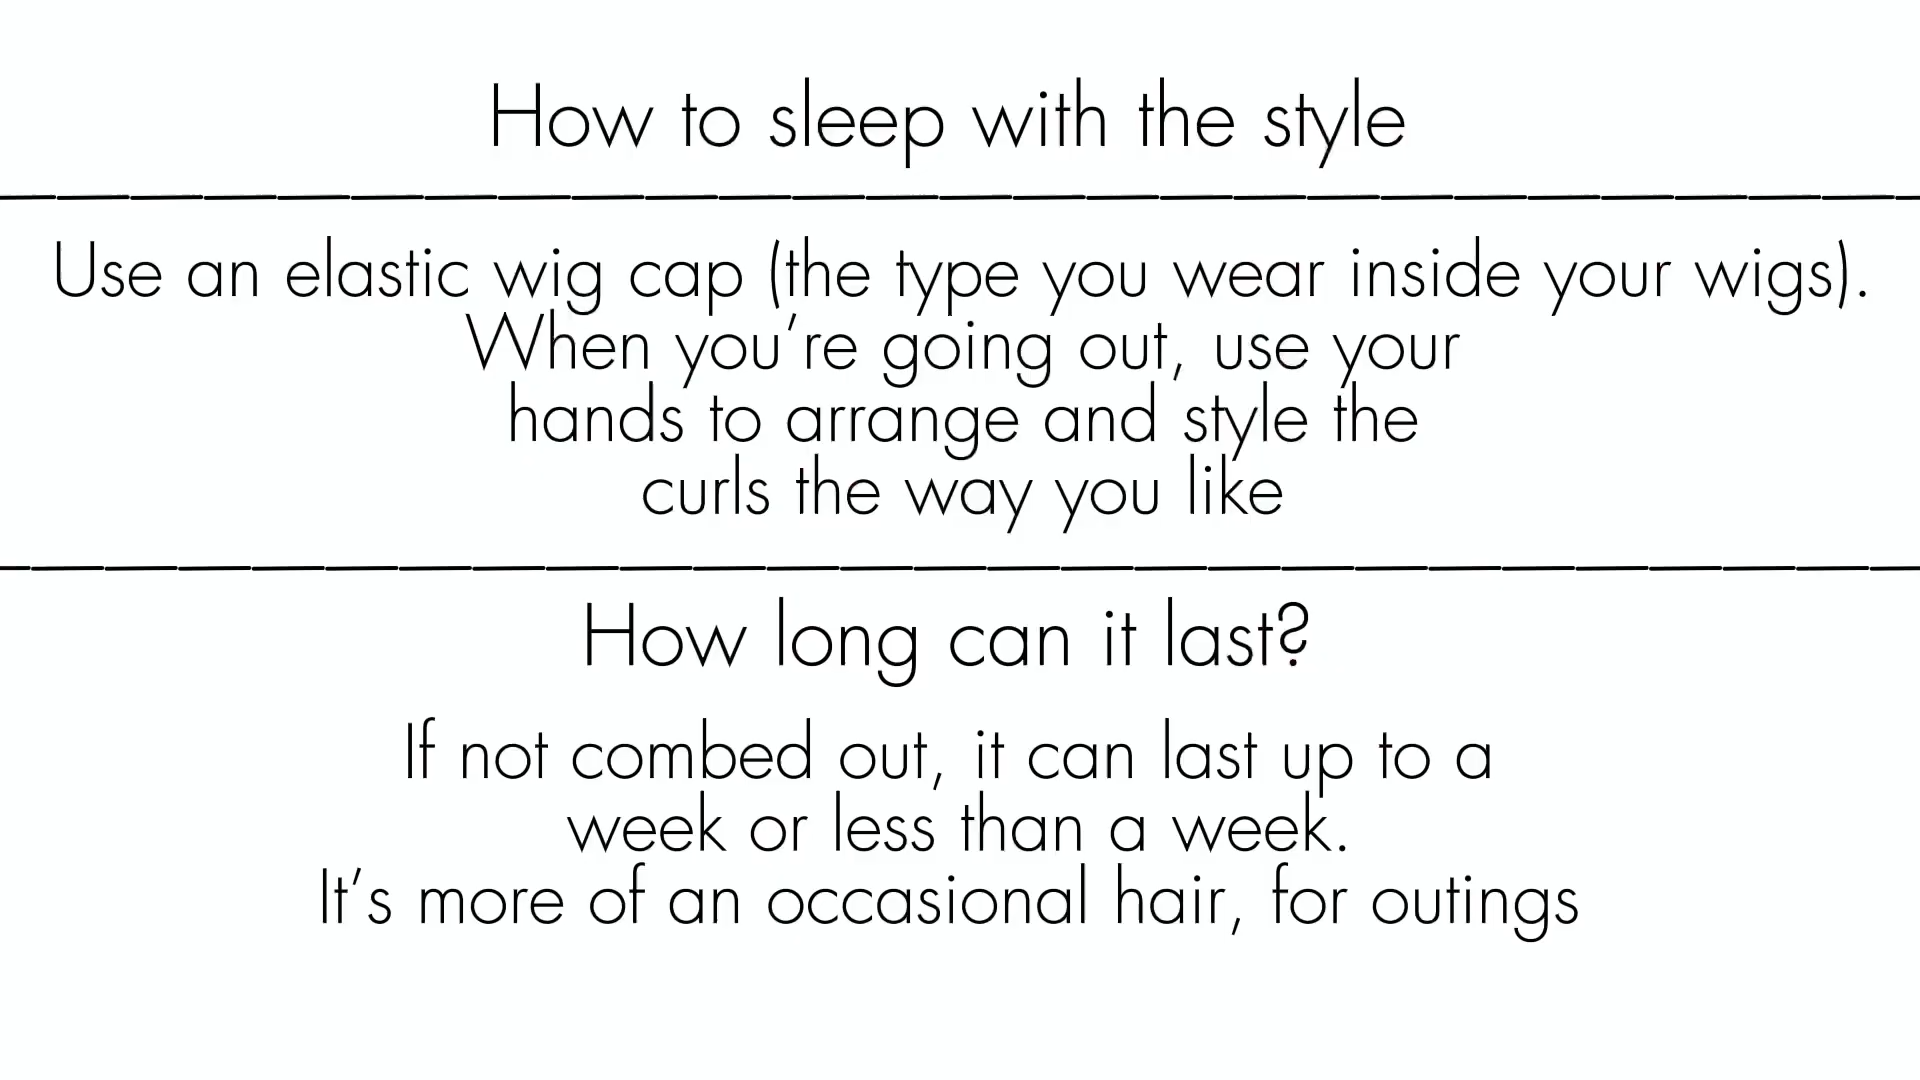 How to sleep with the style
Use an elastic wig cap (the type you wear inside your wigs).
When you're going out, use your
hands to arrange and style the
curls the way you like
How long can it last?
If not combed out, it can last up to a
week or less than a week.
It's more of an occasional hair, for outings